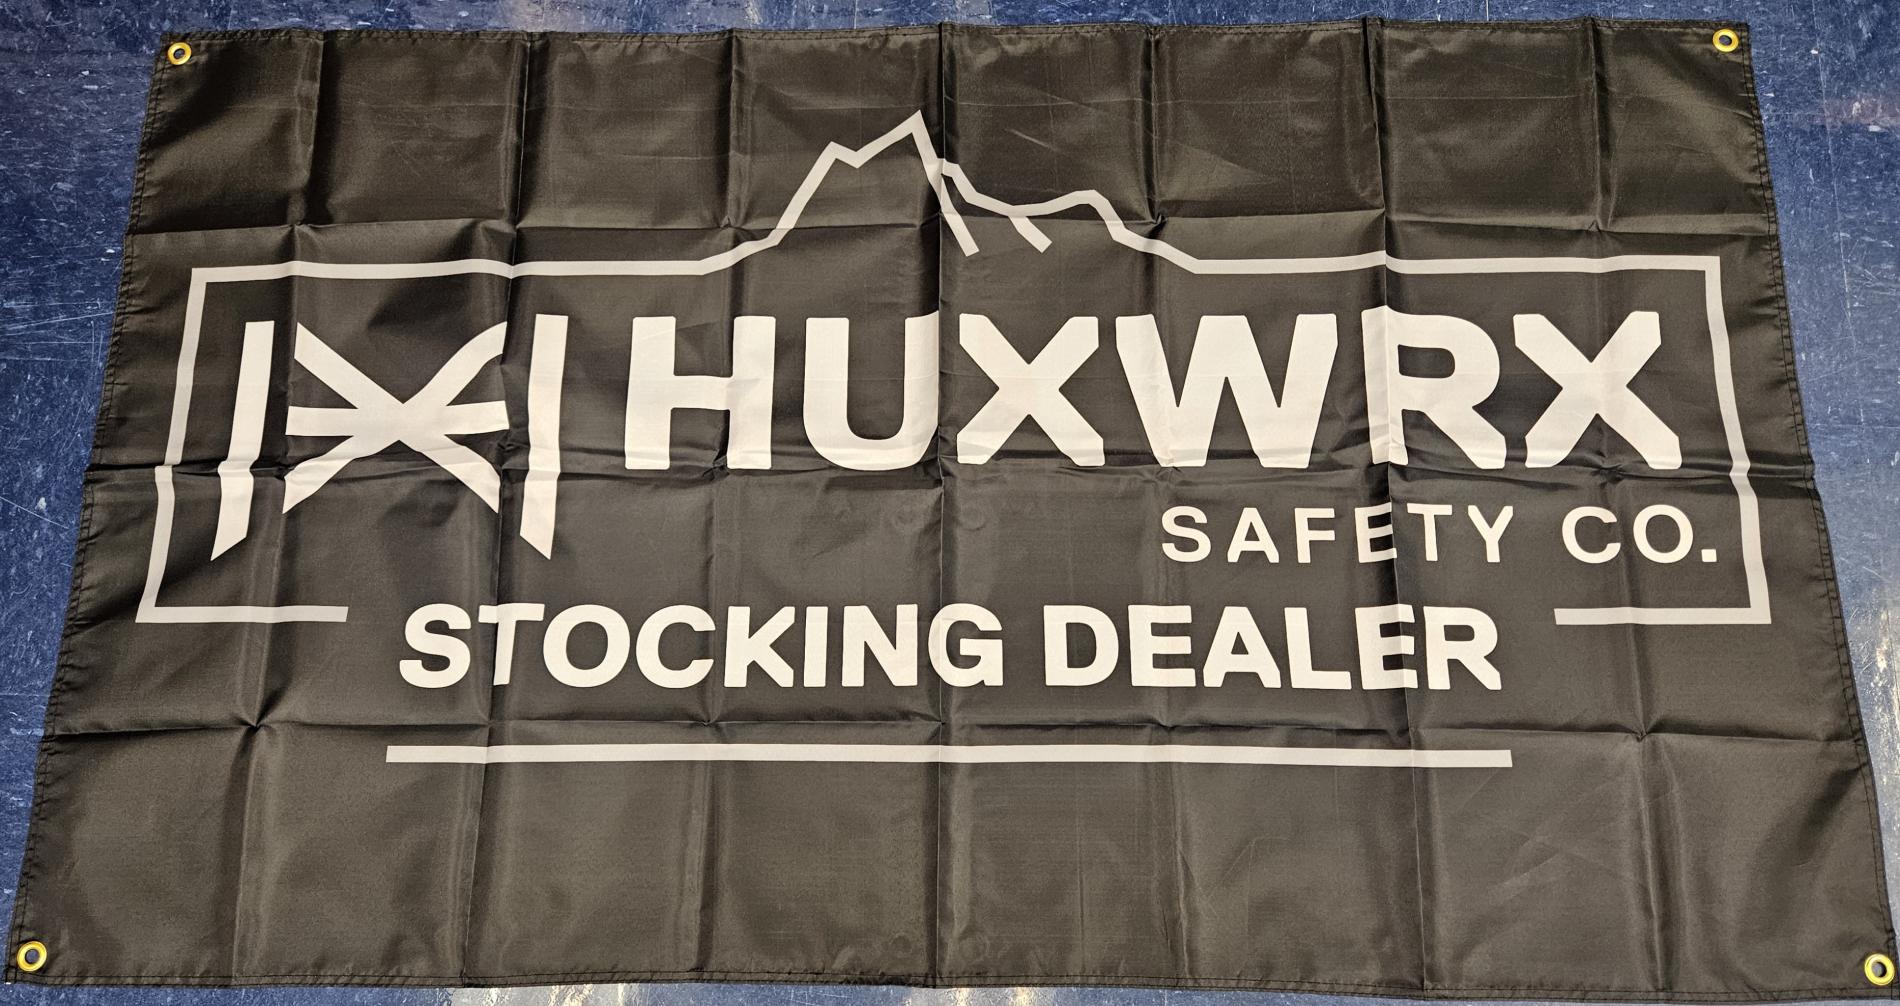 HUXWRX
SAFETY CO.
STOCKING DEALER